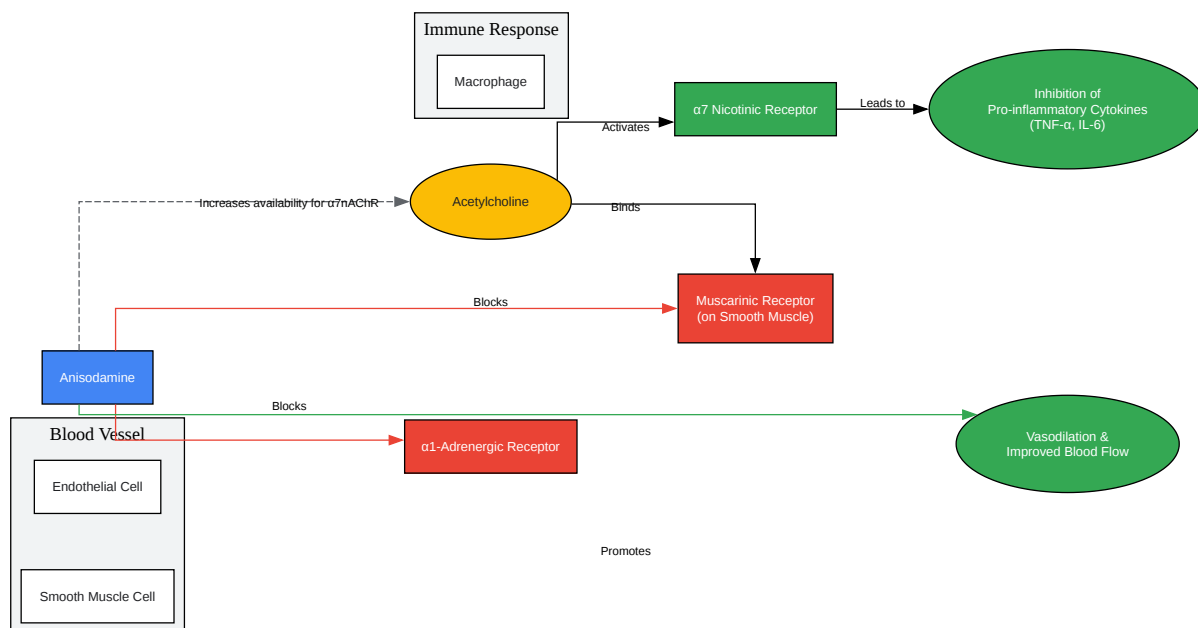 Immune Response
Macrophage
α7 Nicotinic Receptor
Leads to
Inhibition of
Pro-inflammatory Cytokines
(TNF-α, IL-6)
Activates
Increases availability for α7nAChR
Acetylcholine
Binds
Blocks
Muscarinic Receptor
(on Smooth Muscle)
Anisodamine
Blocks
Blood Vessel
α1-Adrenergic Receptor
Vasodilation &
Improved Blood Flow
Endothelial Cell
Promotes
Smooth Muscle Cell